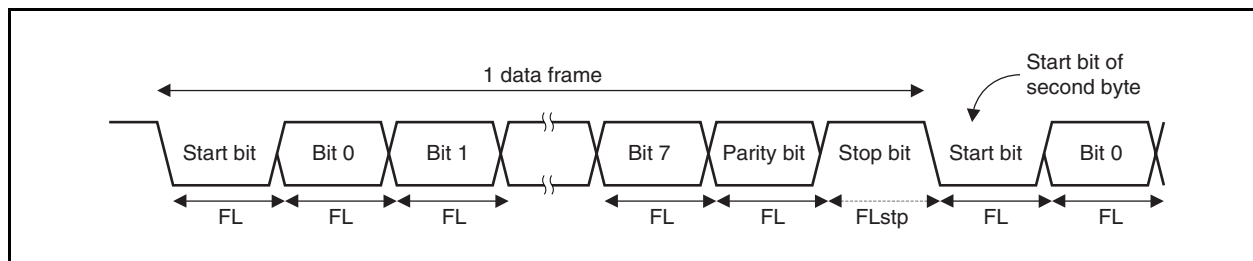 1 data frame
Start bit of
second byte
Start bit
Bit 0
Bit 1
Bit 7
Parity bit
Stop bit
Start bit
Bit 0
FL
FL
FL
FL
FL
FLstp
FL
FL